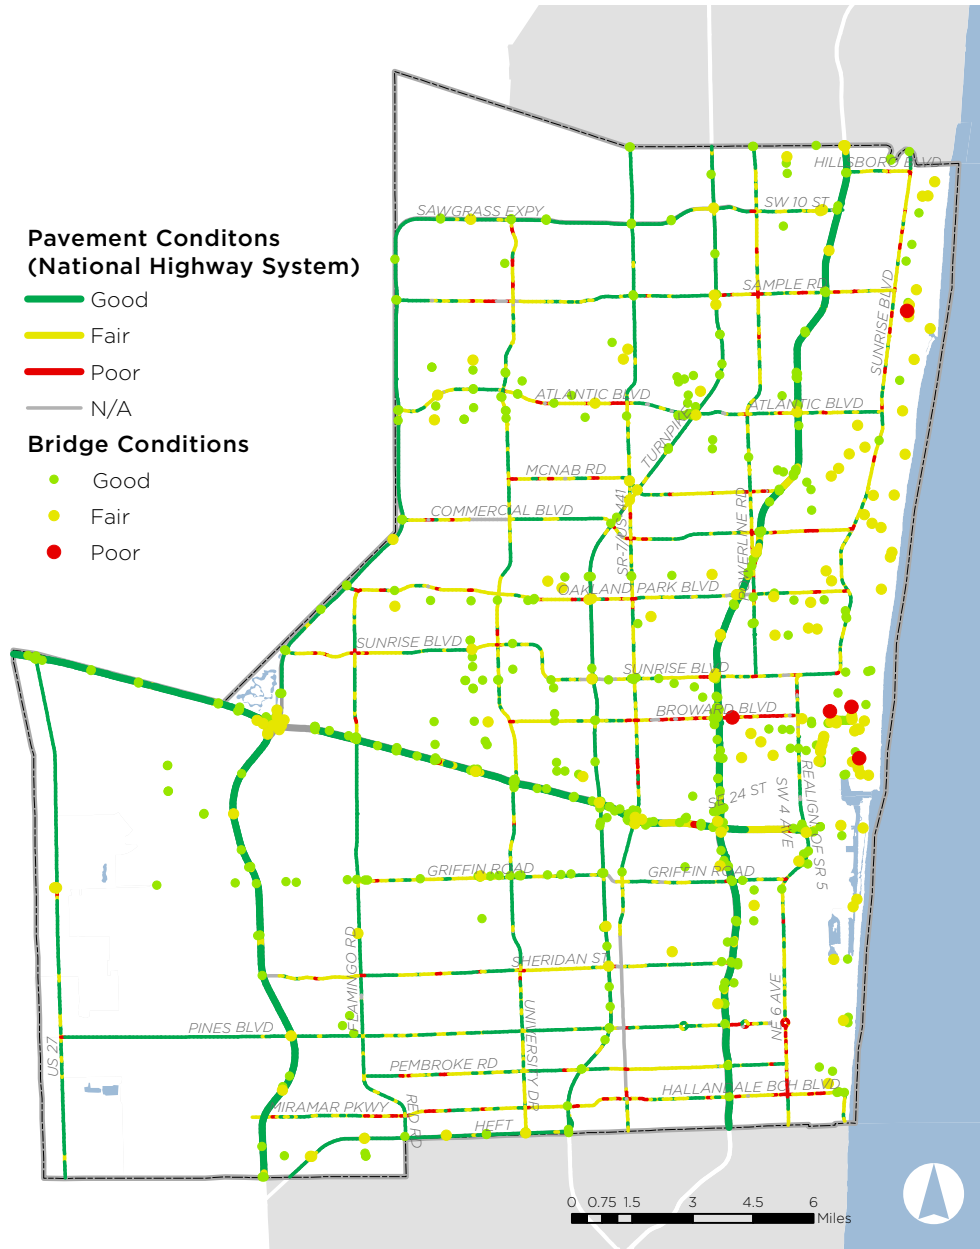 Pavement Conditons
(National Highway System)
Good
Fair
Poor
N/A
Bridge Conditions
Good
Fair
Poor
HILLSBORO BLVD
SW 10 ST
SAWGRASS EXPY
SAMPLE RD
SUNRISE BLVD
ATLANTIC BLVD
ATLANTIC BLVD
TURNPIKE
MCNAB RD
SR-7/US-441
POWERLINE RD
COMMERCIAL BLVD
OAKLAND PARK BLVD
SUNRISE BLVD
SUNRISE BLVD
BROWARD BLVD
SE 24 ST
SW 4 AVE
REALIGN OF SR 5
GRIFFIN ROAD
GRIFFIN ROAD
FLAMINGO RD
SHERIDAN ST
NE 6 AVE
PINES BLVD
UNIVERSITY DR
US 27
PEMBROKE RD
HALLANDALE BCH BLVD
MIRAMAR PKWY
RED RD
HEFT
0 0.75 1.5 3 4.5 6
Miles